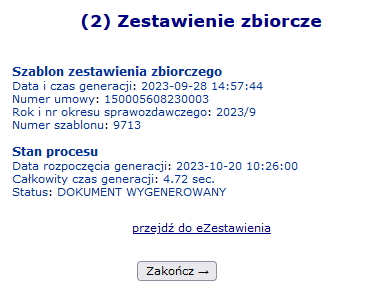 (2) Zestawienie zbiorcze
Szablon zestawienia zbiorczego
Data i czas generacji: 2023-09-28 14:57:44
Numer umowy: 150005608230003
Rok i nr okresu sprawozdawczego: 2023/9
Numer szablonu: 9713
Stan procesu
Data rozpoczęcia generacji: 2023-10-20 10:26:00
Całkowity czas generacji: 4.72 sec.
Status: DOKUMENT WYGENEROWANY
przejdź do eZestawienia
Zakończ →